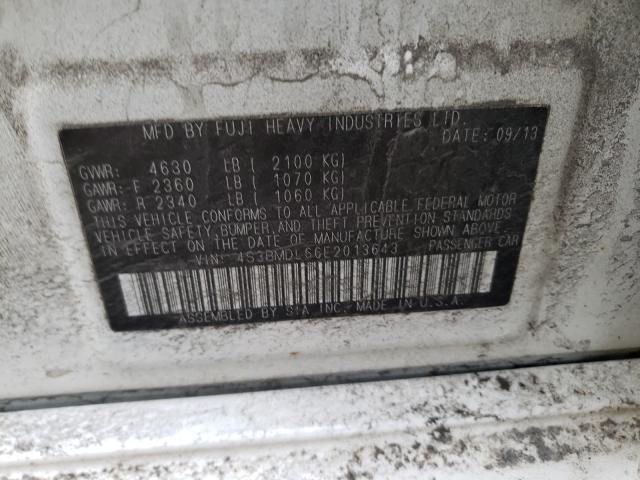 MFD BY FUJI HEAVY INDUSTRIES LTD.
DATE: 09/13
GVWR: 4630 LB ( 2100 KG)
GAWR: F 2360 LB ( 1070 KG)
GAWR: R 2340 LB ( 1060 KG)
THIS VEHICLE CONFORMS TO ALL APPLICABLE FEDERAL MOTOR
VEHICLE SAFETY, BUMPER, AND THEFT PREVENTION STANDARDS
IN EFFECT ON THE DATE OF MANUFACTURE SHOWN ABOVE.
VIN: 4S3BMDL66E2013643 PASSENGER CAR
ASSEMBLED BY SIA INC. MADE IN U.S.A.